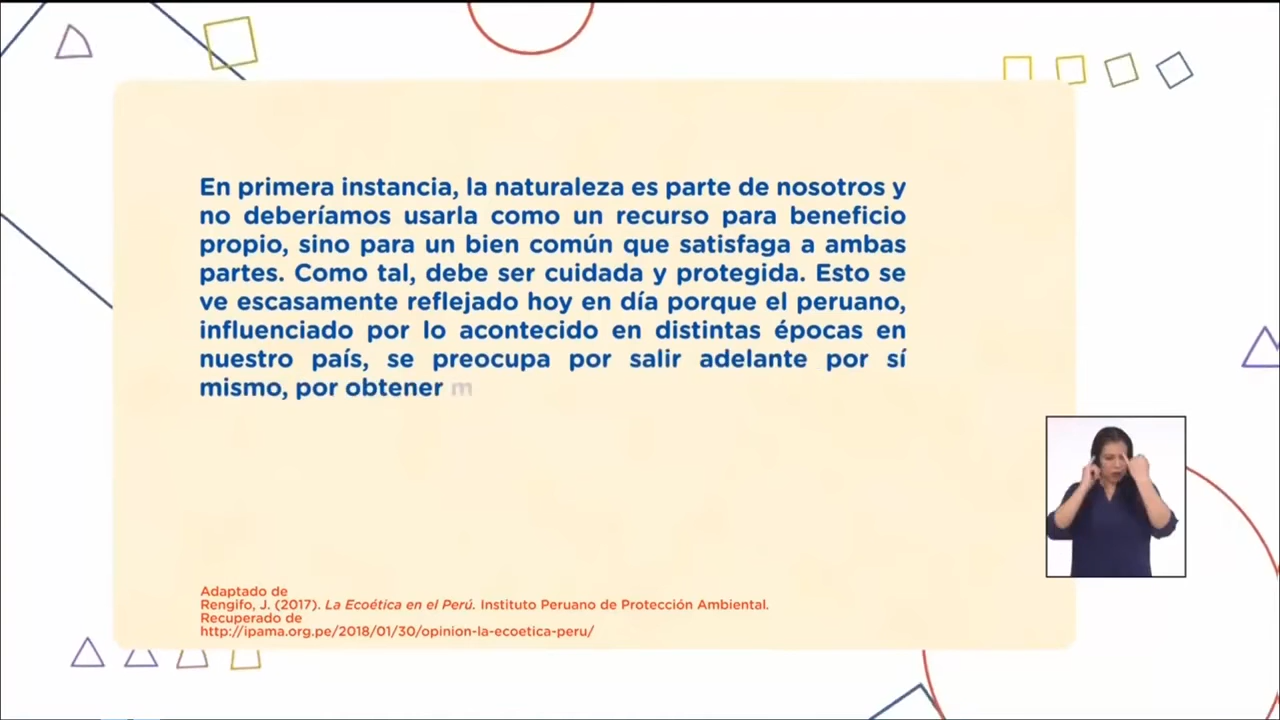 En primera instancia, la naturaleza es parte de nosotros y
no deberíamos usarla como un recurso para beneficio
propio, sino para un bien común que satisfaga a ambas
partes. Como tal, debe ser cuidada y protegida. Esto se
ve escasamente reflejado hoy en día porque el peruano,
influenciado por lo acontecido en distintas épocas en
nuestro país, se preocupa por salir adelante por sí
mismo, por obtener m
Adaptado de
Rengifo, J. (2017). La Ecoética en el Perú. Instituto Peruano de Protección Ambiental.
Recuperado de
http://ipama.org.pe/2018/01/30/opinion-la-ecoetica-peru/